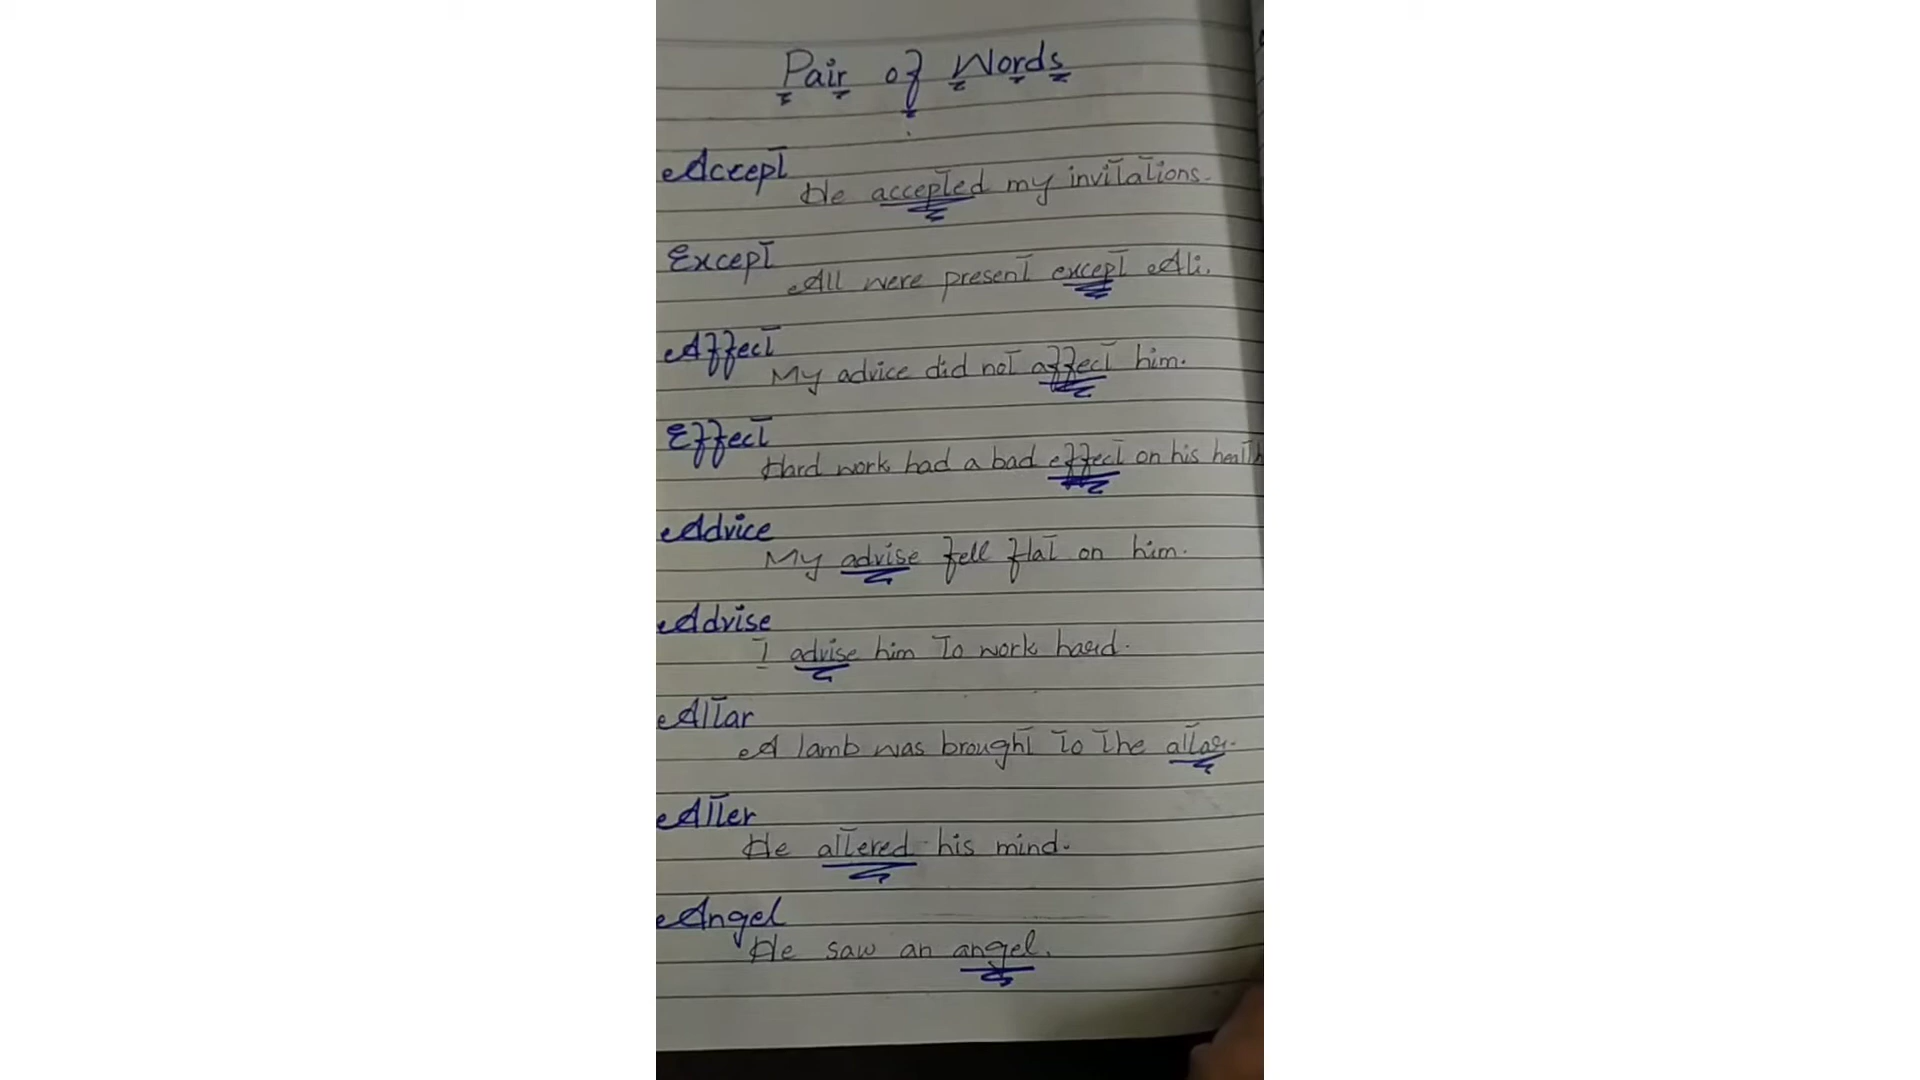 Pair of Words
Accept
He accepted my invitations.
Except
All were present except Ali.
Affect
My advice did not affect him.
Effect
Hard work had a bad effect on his health
Advice
My advise fell flat on him.
Advise
I advise him to work hard.
Altar
A lamb was brought to the altar.
Alter
He altered his mind.
Angel
He saw an angel.